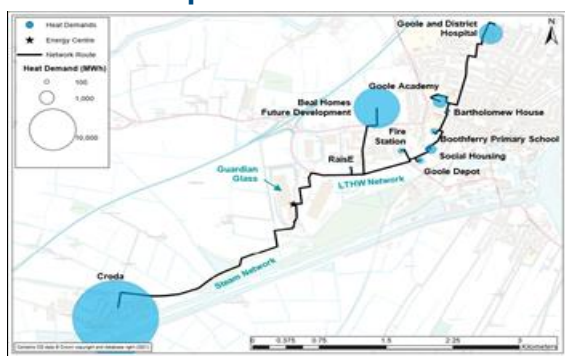 Heat Demands
Energy Centre
Network Route
Heat Demand (MWh)
100
1,000
10,000
Goole and District
Hospital
N
Goole Academy
Beal Homes
Future Development
Bartholomew House
Fire
Station
Boothferry Primary School
RaisE
Social Housing
Goole Depot
Guardian
Glass
LTHW Network
Steam Network
Croda
0 0.375 0.75 1.5 2.25 3
Kilometers